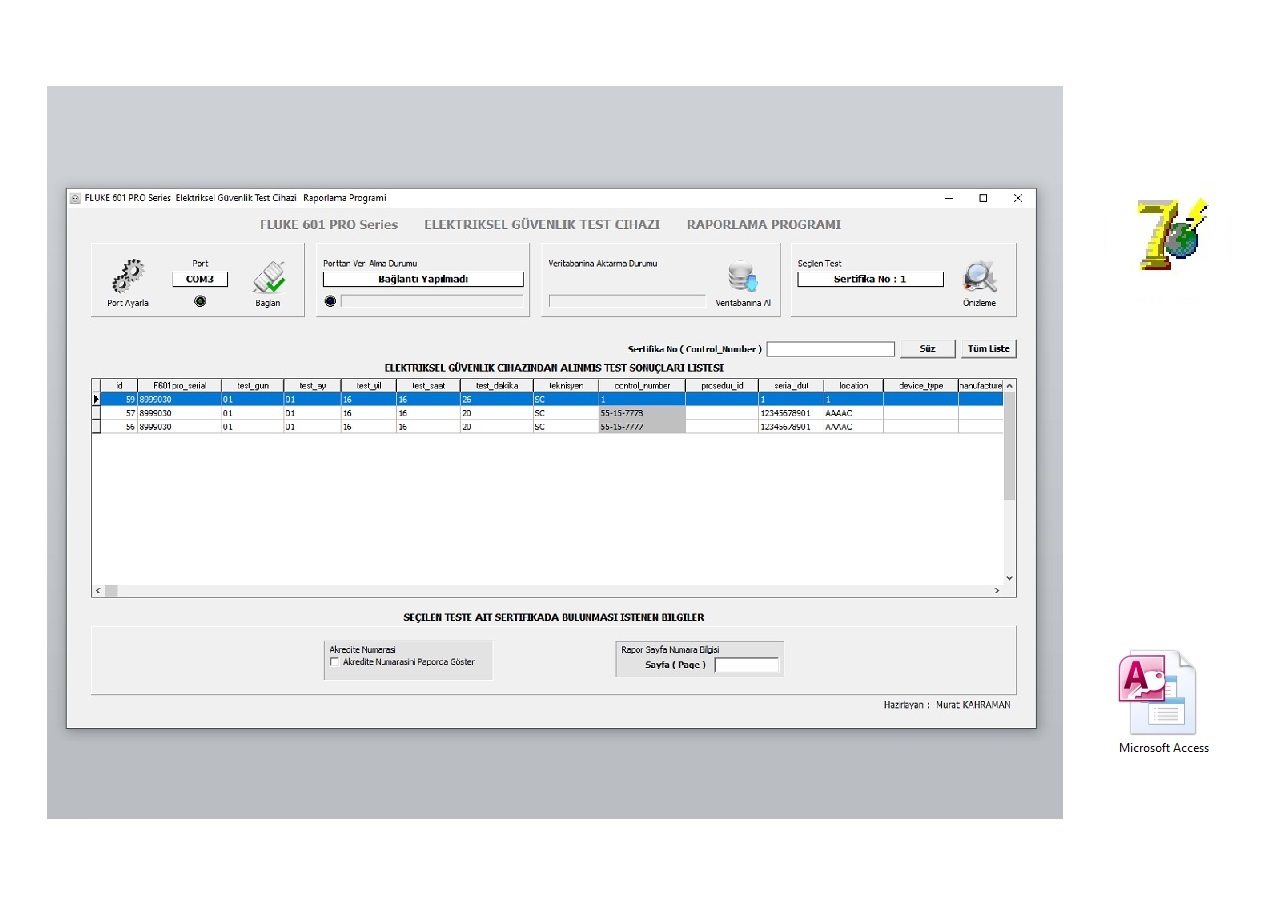 FLUKE 601 PRO Series Elektriksel Güvenlik Test Cihazi Raporlama Programi
FLUKE 601 PRO Series ELEKTRIKSEL GÜVENLIK TEST CIHAZI RAPORLAMA PROGRAMI
Port Porttan Veri Alma Durumu Veritabanina Aktarma Durumu Seçilen Test
COM3 Bağlantı Yapılmadı Sertifika No : 1
Port Ayarla Bağlan Veritabanına Al Önizleme
Sertifika No ( Control_Number ) Süz Tüm Liste
ELEKTRIKSEL GÜVENLIK CIHAZINDAN ALINMIS TEST SONUÇLARI LISTESI
id F601pro_serial test_gun test_ay test_yil test_saat test_dakika teknisyen control_number prosedur_id location device_type manufacture
59 8999030 01 01 16 16 26 SC 1 1 1
57 8999030 01 01 16 16 20 SC 55-15-7778 12345678901 AAAAC
56 8999030 01 01 16 16 20 SC 55-15-7777 12345678901 AAAAC
SEÇILEN TESTE AIT SERTIFIKADA BULUNMASI ISTENEN BILGILER
Akredite Numarasi Rapor Sayfa Numara Bilgisi
Akredite Numarasini Raporda Göster Sayfa ( Page )
Hazırlayan : Murat KAHRAMAN
7
A
Microsoft Access